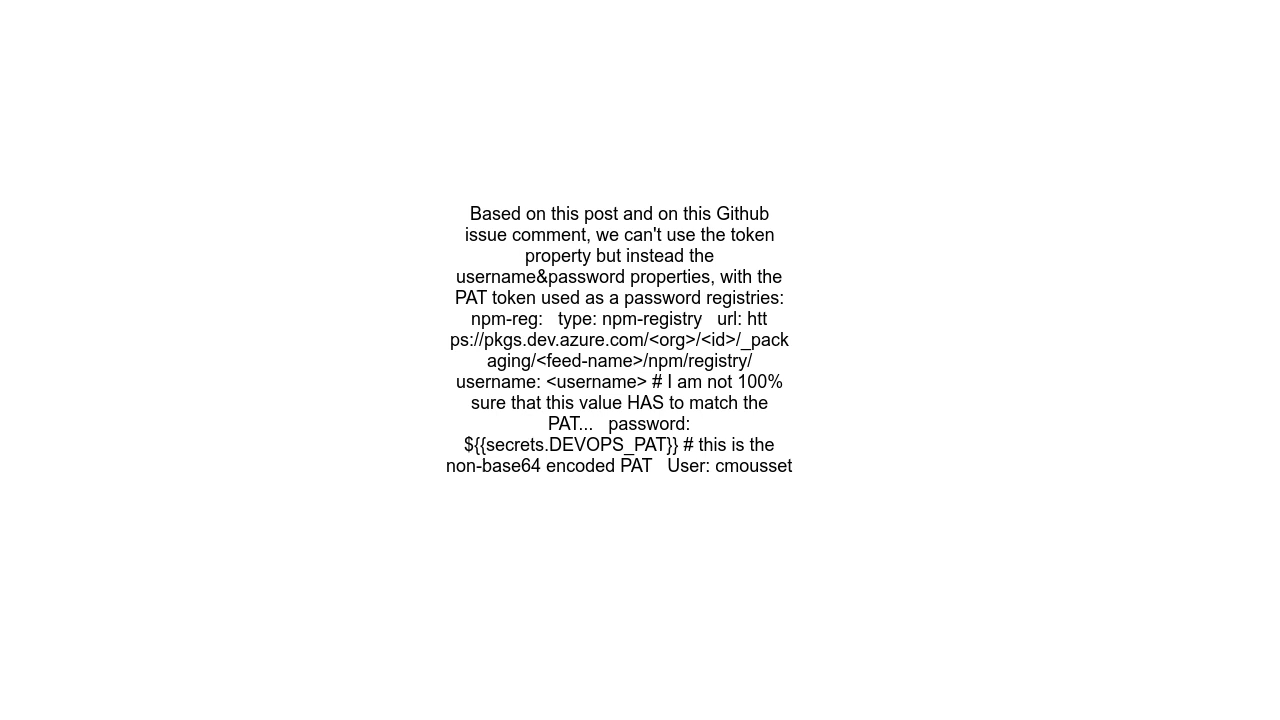 Based on this post and on this Github
issue comment, we can't use the token
property but instead the
username&password properties, with the
PAT token used as a password registries:
npm-reg:   type: npm-registry   url: htt
ps://pkgs.dev.azure.com/<org>/<id>/_pack
aging/<feed-name>/npm/registry/
username: <username> # I am not 100%
sure that this value HAS to match the
PAT...   password:
${{secrets.DEVOPS_PAT}} # this is the
non-base64 encoded PAT   User: cmousset